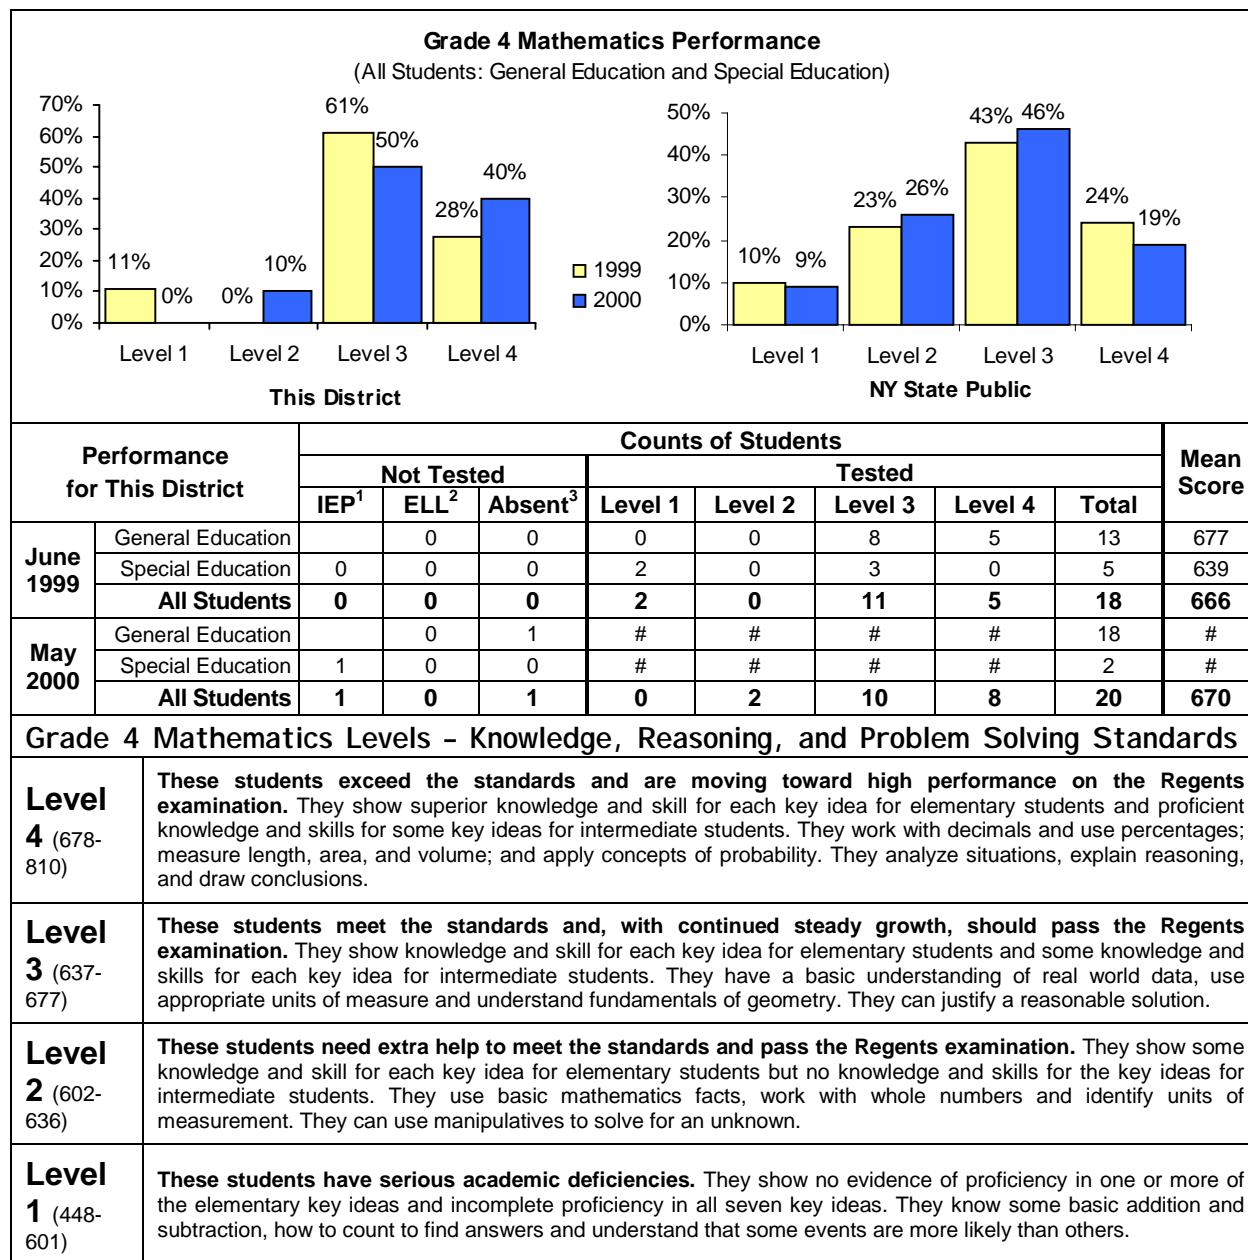 Grade 4 Mathematics Performance
(All Students: General Education and Special Education)
70%
60%
50%
40%
30%
20%
10%
0%
11%
0%
0%
10%
61%
50%
28%
40%
Level 1
Level 2
Level 3
Level 4
This District
1999
2000
50%
40%
30%
20%
10%
0%
10%
9%
23%
26%
43%
46%
24%
19%
Level 1
Level 2
Level 3
Level 4
NY State Public
Performance
for This District
Counts of Students
Mean
Score
Not Tested
Tested
IEP1 ELL2 Absent3 Level 1 Level 2 Level 3 Level 4 Total
June
1999
General Education 0 0 0 0 8 5 13 677
Special Education 0 0 0 2 0 3 0 5 639
All Students 0 0 0 2 0 11 5 18 666
May
2000
General Education 0 1 # # # # 18 #
Special Education 1 0 0 # # # # 2 #
All Students 1 0 1 0 2 10 8 20 670
Grade 4 Mathematics Levels – Knowledge, Reasoning, and Problem Solving Standards
Level
4 (678-
810)
These students exceed the standards and are moving toward high performance on the Regents
examination. They show superior knowledge and skill for each key idea for elementary students and proficient
knowledge and skills for some key ideas for intermediate students. They work with decimals and use percentages;
measure length, area, and volume; and apply concepts of probability. They analyze situations, explain reasoning,
and draw conclusions.
Level
3 (637-
677)
These students meet the standards and, with continued steady growth, should pass the Regents
examination. They show knowledge and skill for each key idea for elementary students and some knowledge and
skills for each key idea for intermediate students. They have a basic understanding of real world data, use
appropriate units of measure and understand fundamentals of geometry. They can justify a reasonable solution.
Level
2 (602-
636)
These students need extra help to meet the standards and pass the Regents examination. They show some
knowledge and skill for each key idea for elementary students but no knowledge and skills for the key ideas for
intermediate students. They use basic mathematics facts, work with whole numbers and identify units of
measurement. They can use manipulatives to solve for an unknown.
Level
1 (448-
601)
These students have serious academic deficiencies. They show no evidence of proficiency in one or more of
the elementary key ideas and incomplete proficiency in all seven key ideas. They know some basic addition and
subtraction, how to count to find answers and understand that some events are more likely than others.